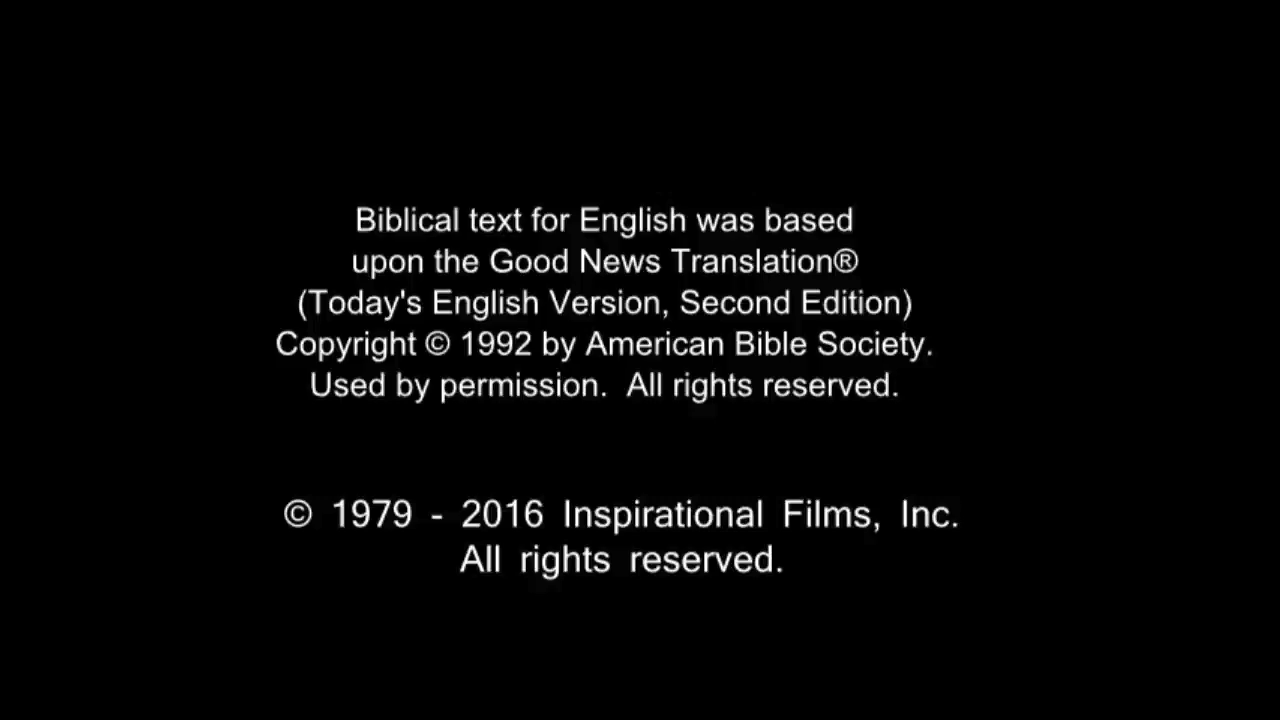 Biblical text for English was based
upon the Good News Translation®
(Today's English Version, Second Edition)
Copyright © 1992 by American Bible Society.
Used by permission.  All rights reserved.
© 1979 - 2016 Inspirational Films, Inc.
All rights reserved.